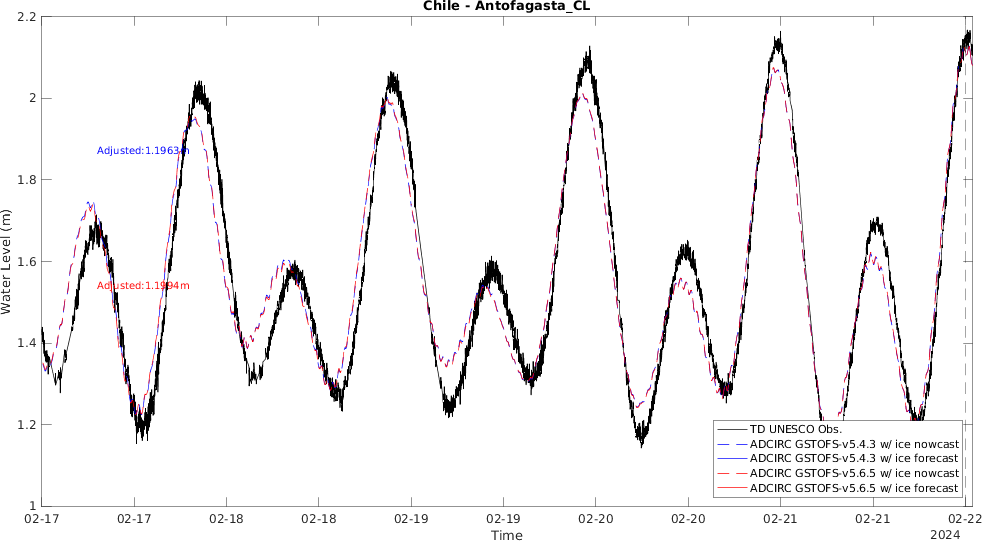 Chile - Antofagasta_CL
2.2
2
1.8
1.6
1.4
1.2
1
Water Level (m)
Adjusted:1.1963m
Adjusted:1.1994m
TD UNESCO Obs.
ADCIRC GSTOFS-v5.4.3 w/ ice nowcast
ADCIRC GSTOFS-v5.4.3 w/ ice forecast
ADCIRC GSTOFS-v5.6.5 w/ ice nowcast
ADCIRC GSTOFS-v5.6.5 w/ ice forecast
02-17 02-17 02-18 02-18 02-19 02-19 02-20 02-20 02-21 02-21 02-22
Time
2024